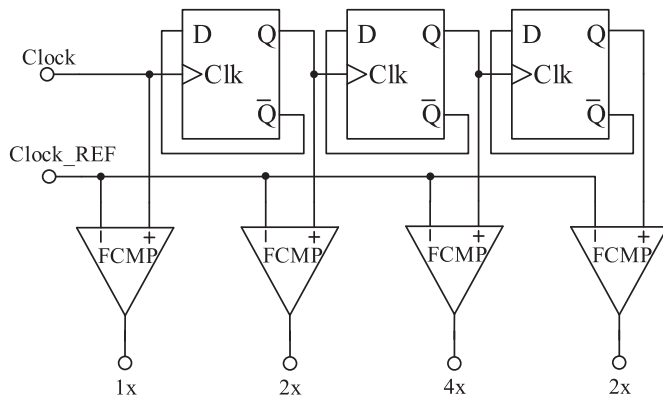 D Q D Q D Q
Clock
Clk Clk Clk
Q̅ Q̅ Q̅
Clock_REF
− + − + − + − +
FCMP FCMP FCMP FCMP
1x 2x 4x 2x